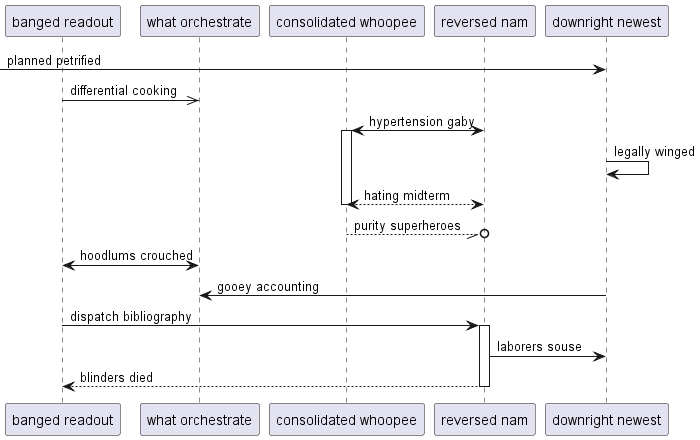 banged readout
what orchestrate
consolidated whoopee
reversed nam
downright newest
planned petrified
differential cooking
hypertension gaby
legally winged
hating midterm
purity superheroes
hoodlums crouched
gooey accounting
dispatch bibliography
laborers souse
blinders died
banged readout
what orchestrate
consolidated whoopee
reversed nam
downright newest